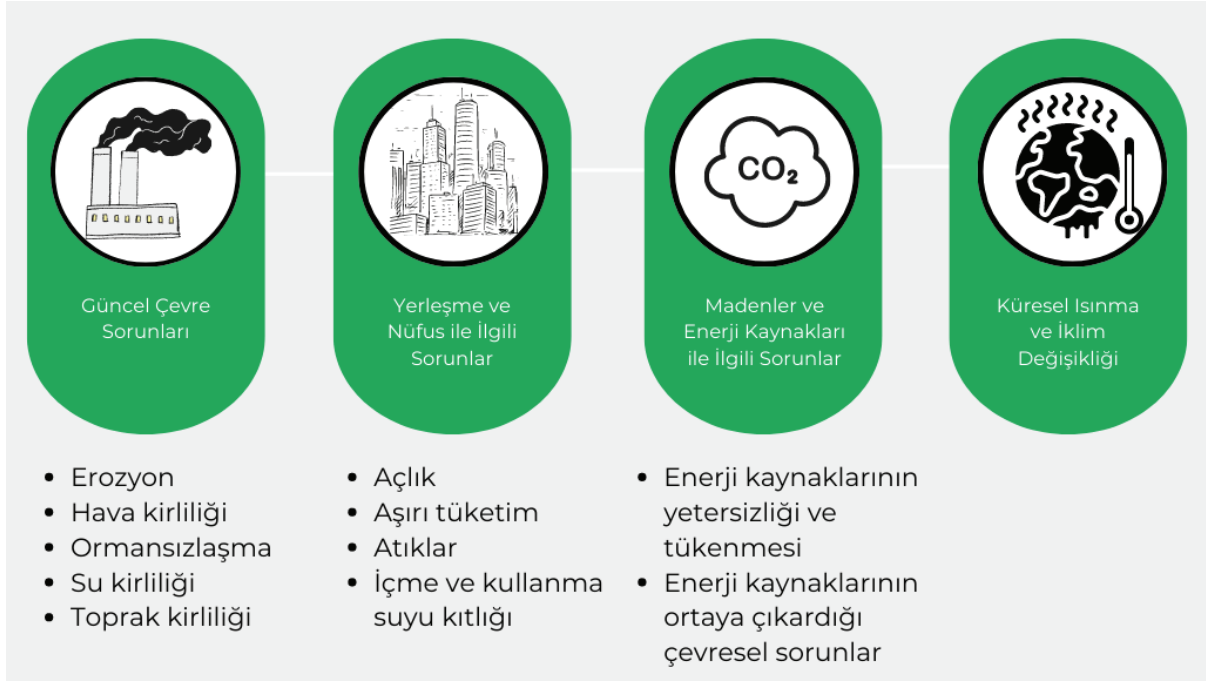 Güncel Çevre
Sorunları
Yerleşme ve
Nüfus ile İlgili
Sorunlar
CO₂
Madenler ve
Enerji Kaynakları
ile İlgili Sorunlar
Küresel Isınma
ve İklim
Değişikliği
• Erozyon
• Hava kirliliği
• Ormansızlaşma
• Su kirliliği
• Toprak kirliliği
• Açlık
• Aşırı tüketim
• Atıklar
• İçme ve kullanma
suyu kıtlığı
• Enerji kaynaklarının
yetersizliği ve
tükenmesi
• Enerji kaynaklarının
ortaya çıkardığı
çevresel sorunlar